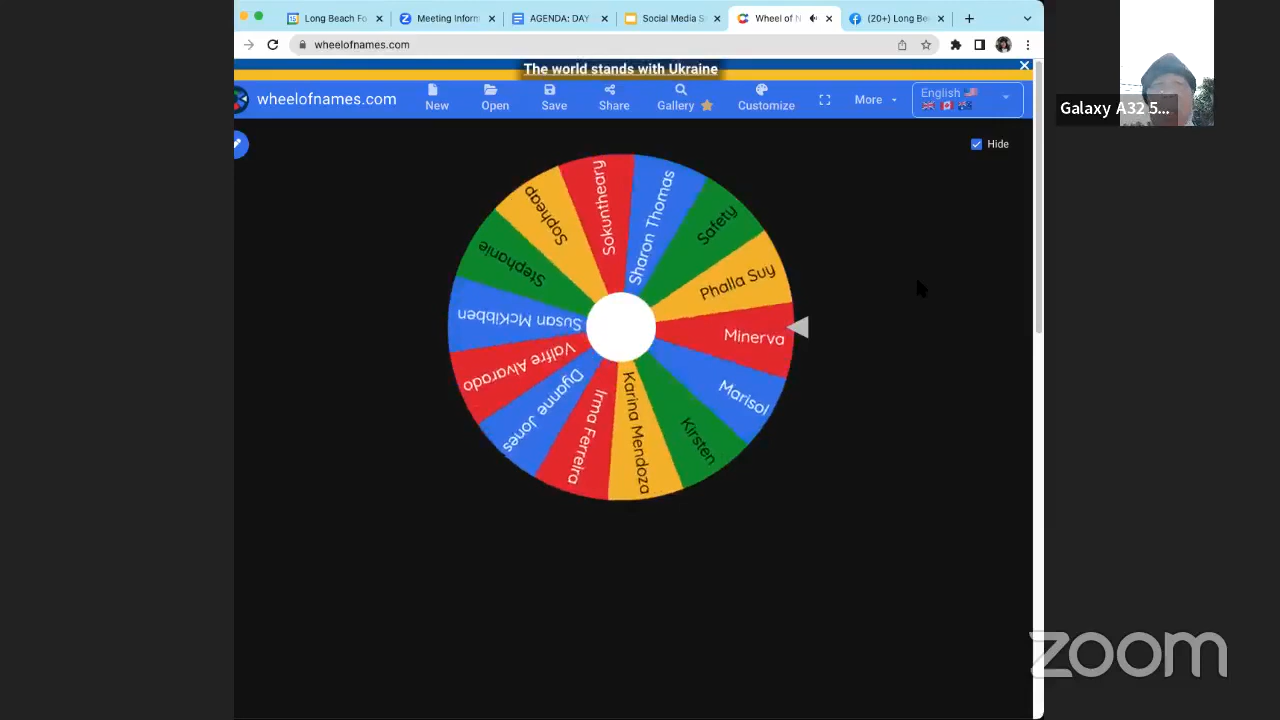 Long Beach Fo
Meeting Inform
AGENDA: DAY
Social Media S
Wheel of N
(20+) Long Be
wheelofnames.com
The world stands with Ukraine
wheelofnames.com
New
Open
Save
Share
Gallery
Customize
More
English
Hide
Sokuntheary
Sharon Thomas
Safety
Phalla Suy
Minerva
Marisol
Kirsten
Karina Mendoza
Irma Ferreira
Dyanne Jones
Valfre Alvarado
Susan McKibben
Stephanie
Sopheap
Galaxy A32 5...
zoom